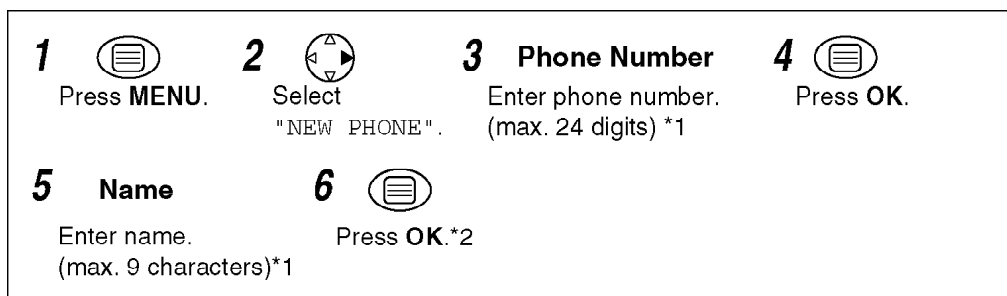 1
Press MENU.
2
Select
"NEW PHONE".
3 Phone Number
Enter phone number.
(max. 24 digits) *1
4
Press OK.
5 Name
Enter name.
(max. 9 characters)*1
6
Press OK.*2